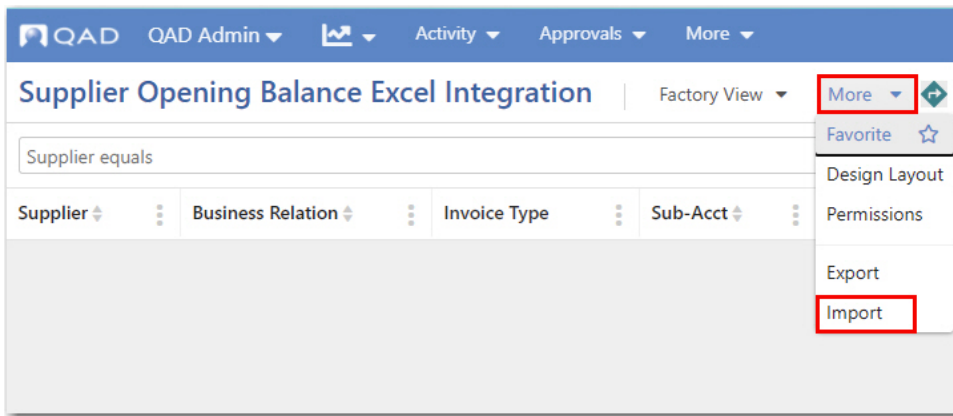 QAD QAD Admin Activity Approvals More
Supplier Opening Balance Excel Integration Factory View More
Favorite
Supplier equals
Design Layout
Supplier Business Relation Invoice Type Sub-Acct Permissions
Export
Import